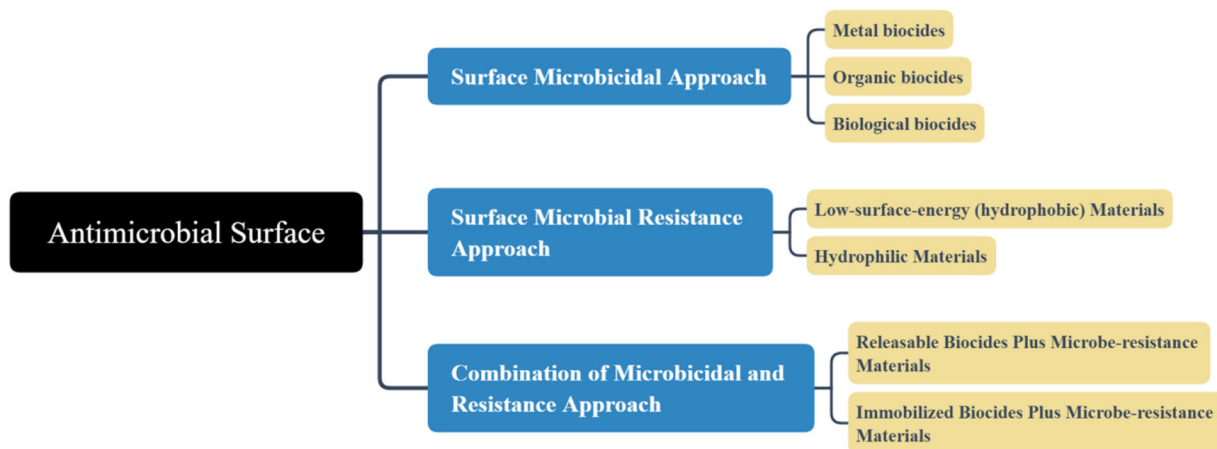 Antimicrobial Surface
Surface Microbicidal Approach
Metal biocides
Organic biocides
Biological biocides
Surface Microbial Resistance
Approach
Low-surface-energy (hydrophobic) Materials
Hydrophilic Materials
Combination of Microbicidal and
Resistance Approach
Releasable Biocides Plus Microbe-resistance
Materials
Immobilized Biocides Plus Microbe-resistance
Materials